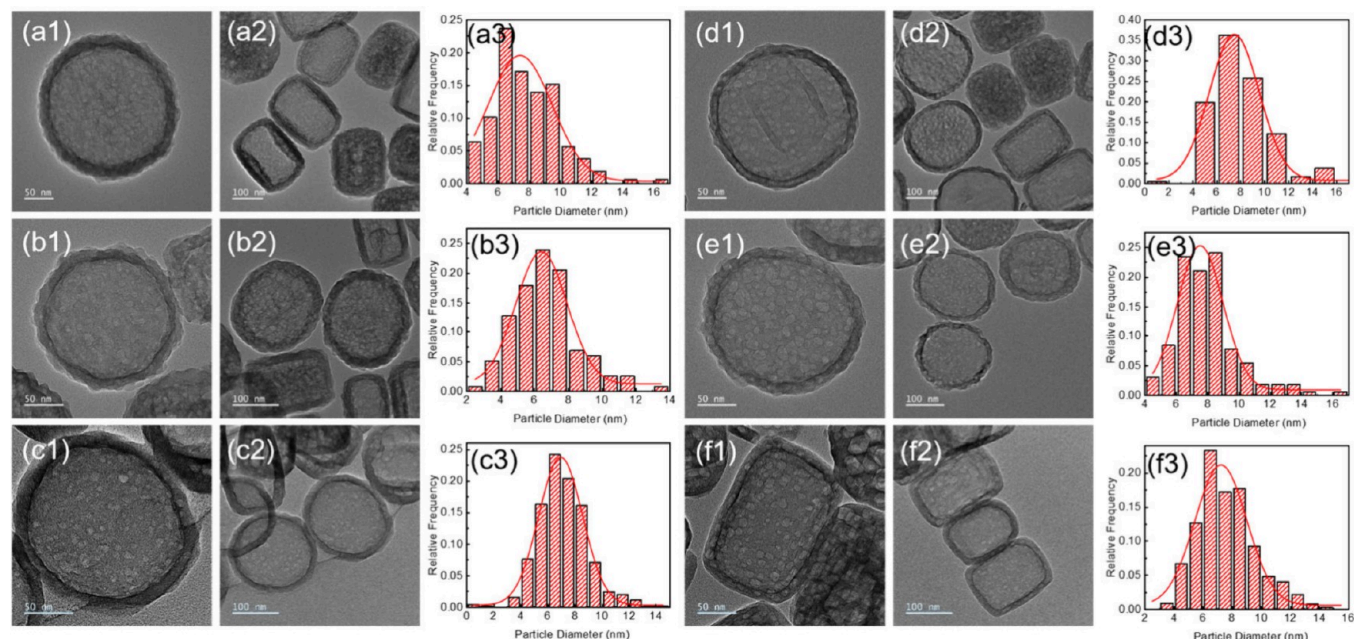 (a1)
50 nm
(a2)
100 nm
(a3)
Relative Frequency
0.25
0.20
0.15
0.10
0.05
0.00
4 6 8 10 12 14 16
Particle Diameter (nm)
(d1)
50 nm
(d2)
100 nm
(d3)
Relative Frequency
0.40
0.35
0.30
0.25
0.20
0.15
0.10
0.05
0.00
0 2 4 6 8 10 12 14 16
Particle Diameter (nm)
(b1)
50 nm
(b2)
100 nm
(b3)
Relative Frequency
0.25
0.20
0.15
0.10
0.05
0.00
2 4 6 8 10 12 14
Particle Diameter (nm)
(e1)
50 nm
(e2)
100 nm
(e3)
Relative Frequency
0.25
0.20
0.15
0.10
0.05
0.00
4 6 8 10 12 14 16
Particle Diameter (nm)
(c1)
50 nm
(c2)
100 nm
(c3)
Relative Frequency
0.25
0.20
0.15
0.10
0.05
0.00
0 2 4 6 8 10 12 14
Particle Diameter (nm)
(f1)
50 nm
(f2)
100 nm
(f3)
Relative Frequency
0.20
0.15
0.10
0.05
0.00
2 4 6 8 10 12 14 16
Particle Diameter (nm)